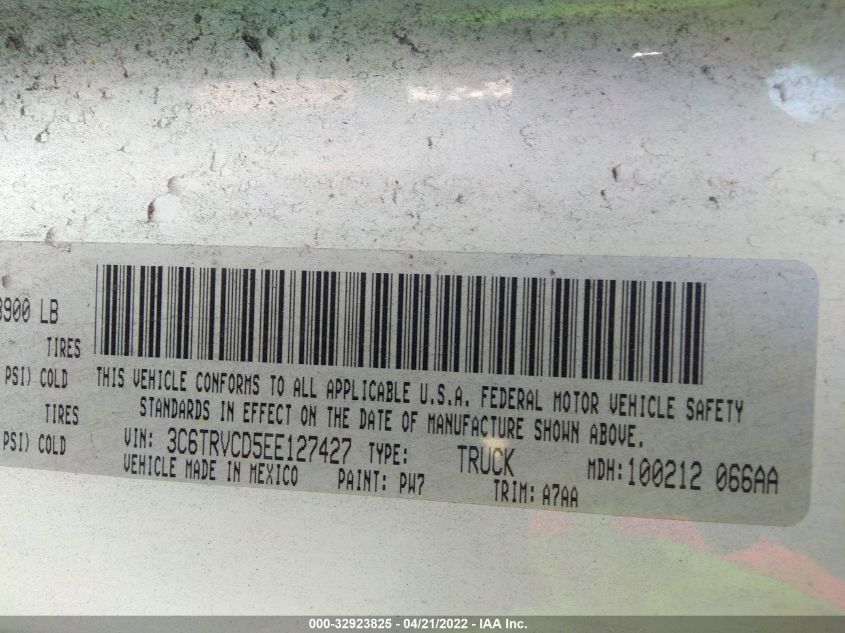 8900 LB
TIRES
PSI) COLD
TIRES
PSI) COLD
THIS VEHICLE CONFORMS TO ALL APPLICABLE U.S.A. FEDERAL MOTOR VEHICLE SAFETY
STANDARDS IN EFFECT ON THE DATE OF MANUFACTURE SHOWN ABOVE.
VIN: 3C6TRVCD5EE127427 TYPE: TRUCK MDH:100212 066AA
VEHICLE MADE IN MEXICO PAINT: PW7 TRIM: A7AA
000-32923825 - 04/21/2022 - IAA Inc.